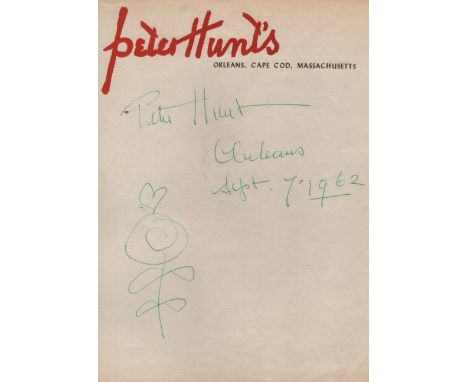 peter Hunt's
ORLEANS, CAPE COD, MASSACHUSETTS
Peter Hunt
Orleans
Sept. 7. 1962